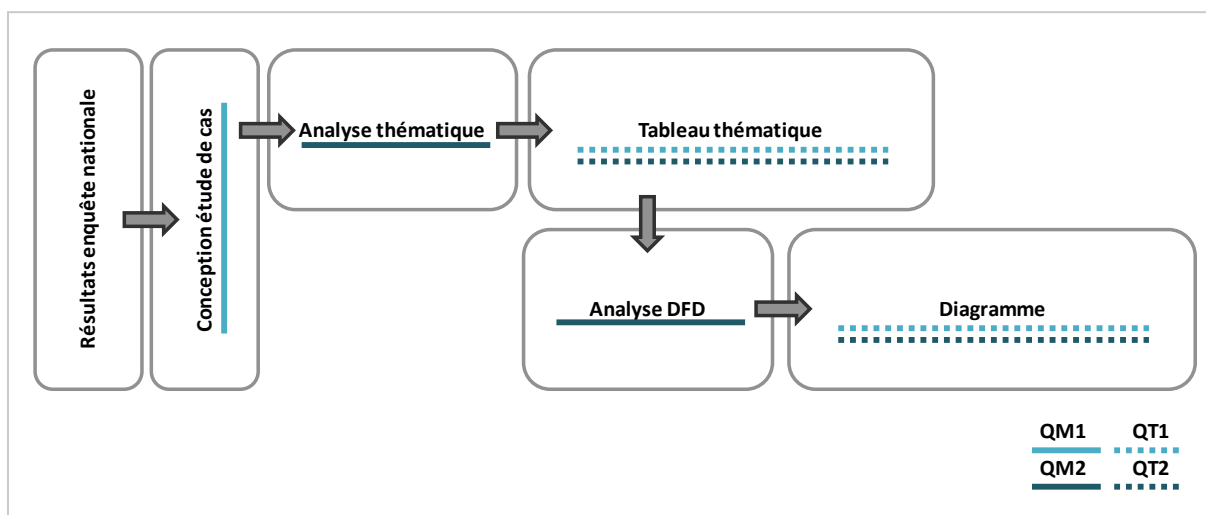 Résultats enquête nationale
Conception étude de cas
Analyse thématique
Tableau thématique
Analyse DFD
Diagramme
QM1 QT1
QM2 QT2